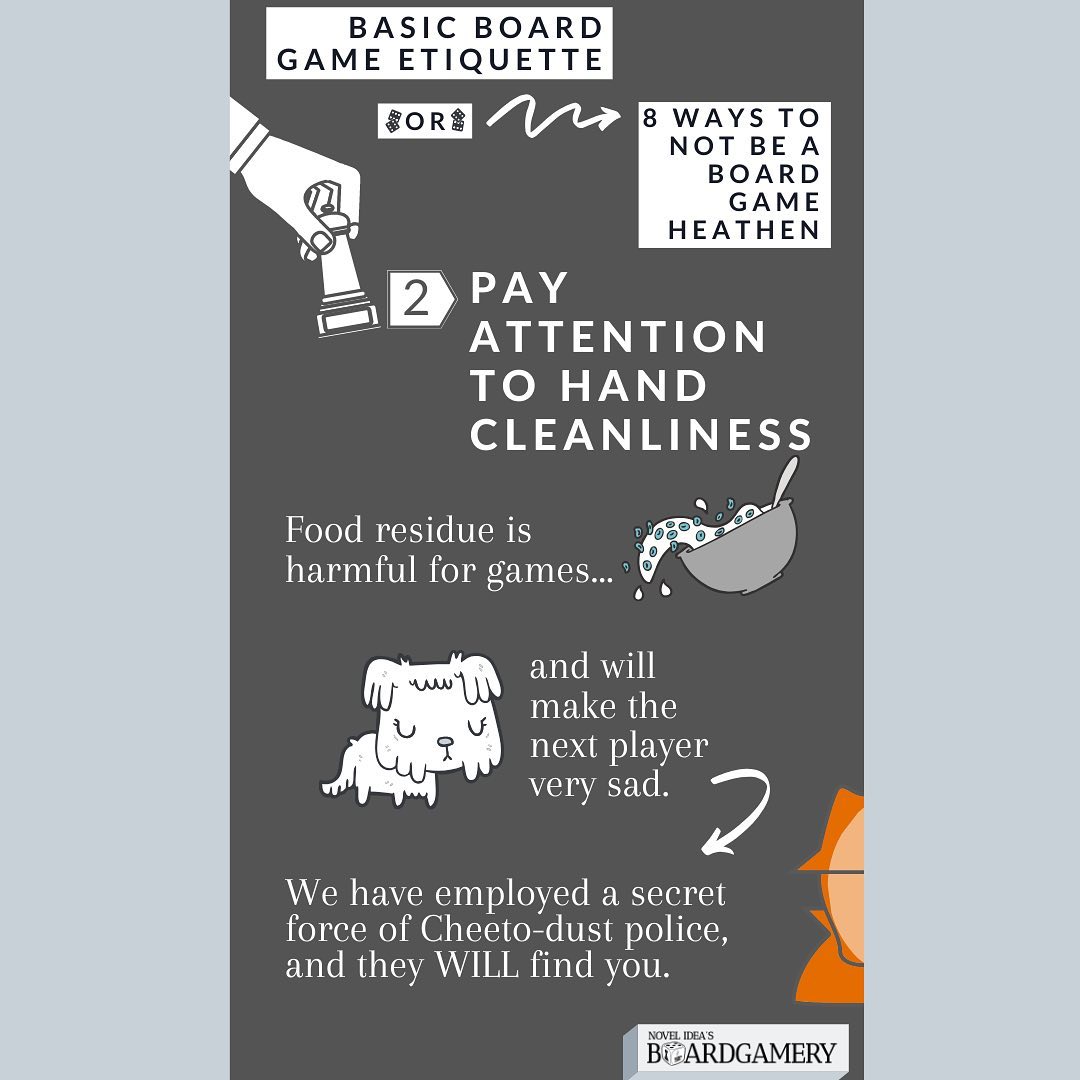 BASIC BOARD
GAME ETIQUETTE
OR
8 WAYS TO
NOT BE A
BOARD
GAME
HEATHEN
2
PAY
ATTENTION
TO HAND
CLEANLINESS
Food residue is
harmful for games...
and will
make the
next player
very sad.
We have employed a secret
force of Cheeto-dust police,
and they WILL find you.
NOVEL IDEA'S
BOARDGAMERY